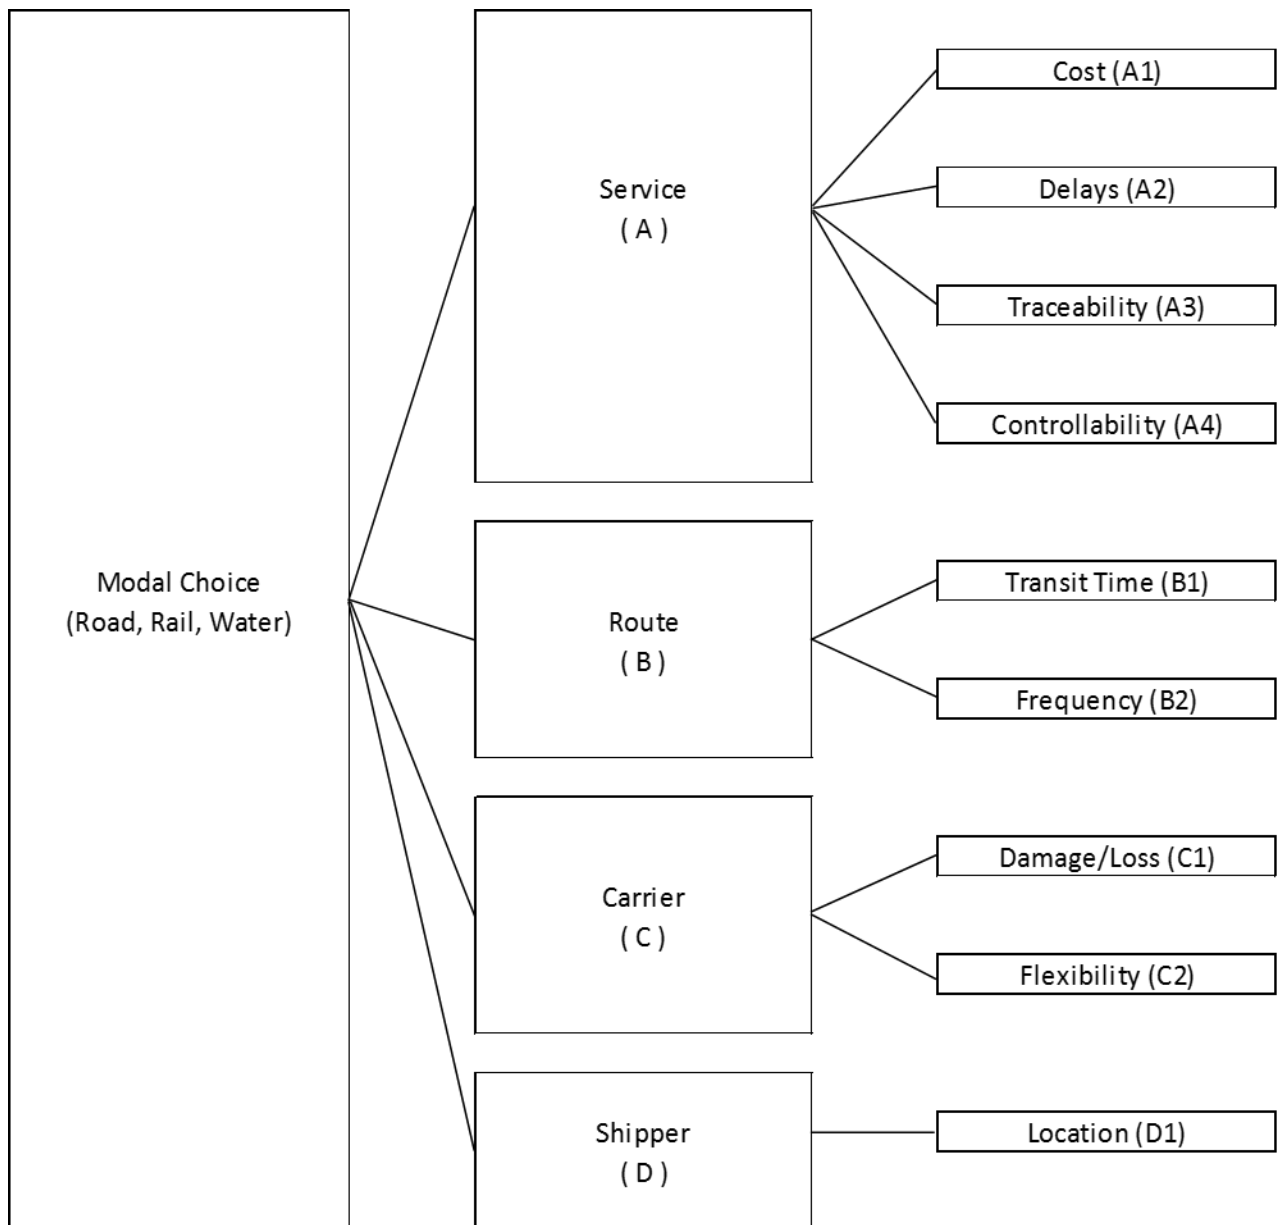 Modal Choice
(Road, Rail, Water)
Service
( A )
Cost (A1)
Delays (A2)
Traceability (A3)
Controllability (A4)
Route
( B )
Transit Time (B1)
Frequency (B2)
Carrier
( C )
Damage/Loss (C1)
Flexibility (C2)
Shipper
( D )
Location (D1)